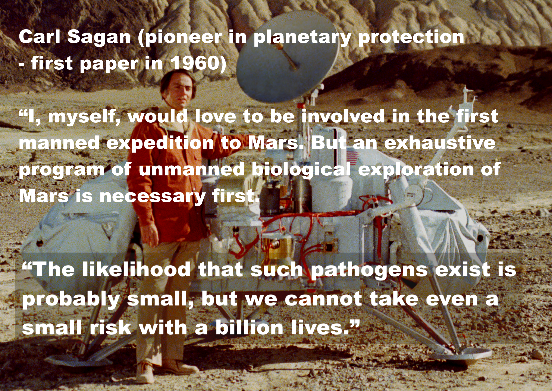 Carl Sagan (pioneer in planetary protection
- first paper in 1960)
“I, myself, would love to be involved in the first
manned expedition to Mars. But an exhaustive
program of unmanned biological exploration of
Mars is necessary first.
“The likelihood that such pathogens exist is
probably small, but we cannot take even a
small risk with a billion lives.”